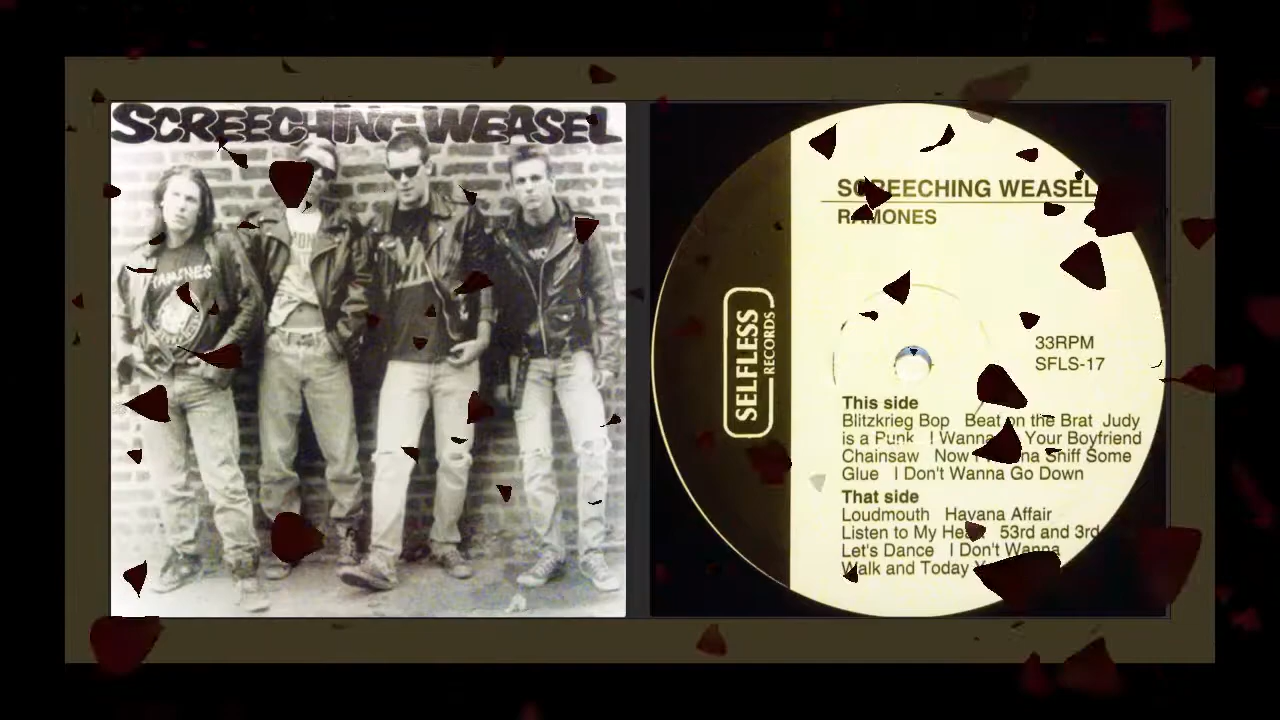 SCREECHING WEASEL
RAMONES
SCREECHING WEASEL
RAMONES
SELFLESS
RECORDS
33RPM
SFLS-17
This side
Blitzkrieg Bop Beat on the Brat Judy
is a Punk I Wanna Your Boyfriend
Chainsaw Now Sniff Some
Glue I Don't Wanna Go Down
That side
Loudmouth Havana Affair
Listen to My 53rd and 3rd
Let's Dance I Don't Wanna
Walk and Today